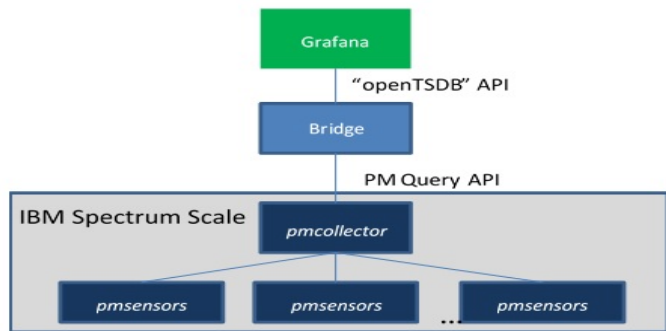 Grafana
“openTSDB” API
Bridge
PM Query API
IBM Spectrum Scale
pmcollector
pmsensors
pmsensors
...
pmsensors